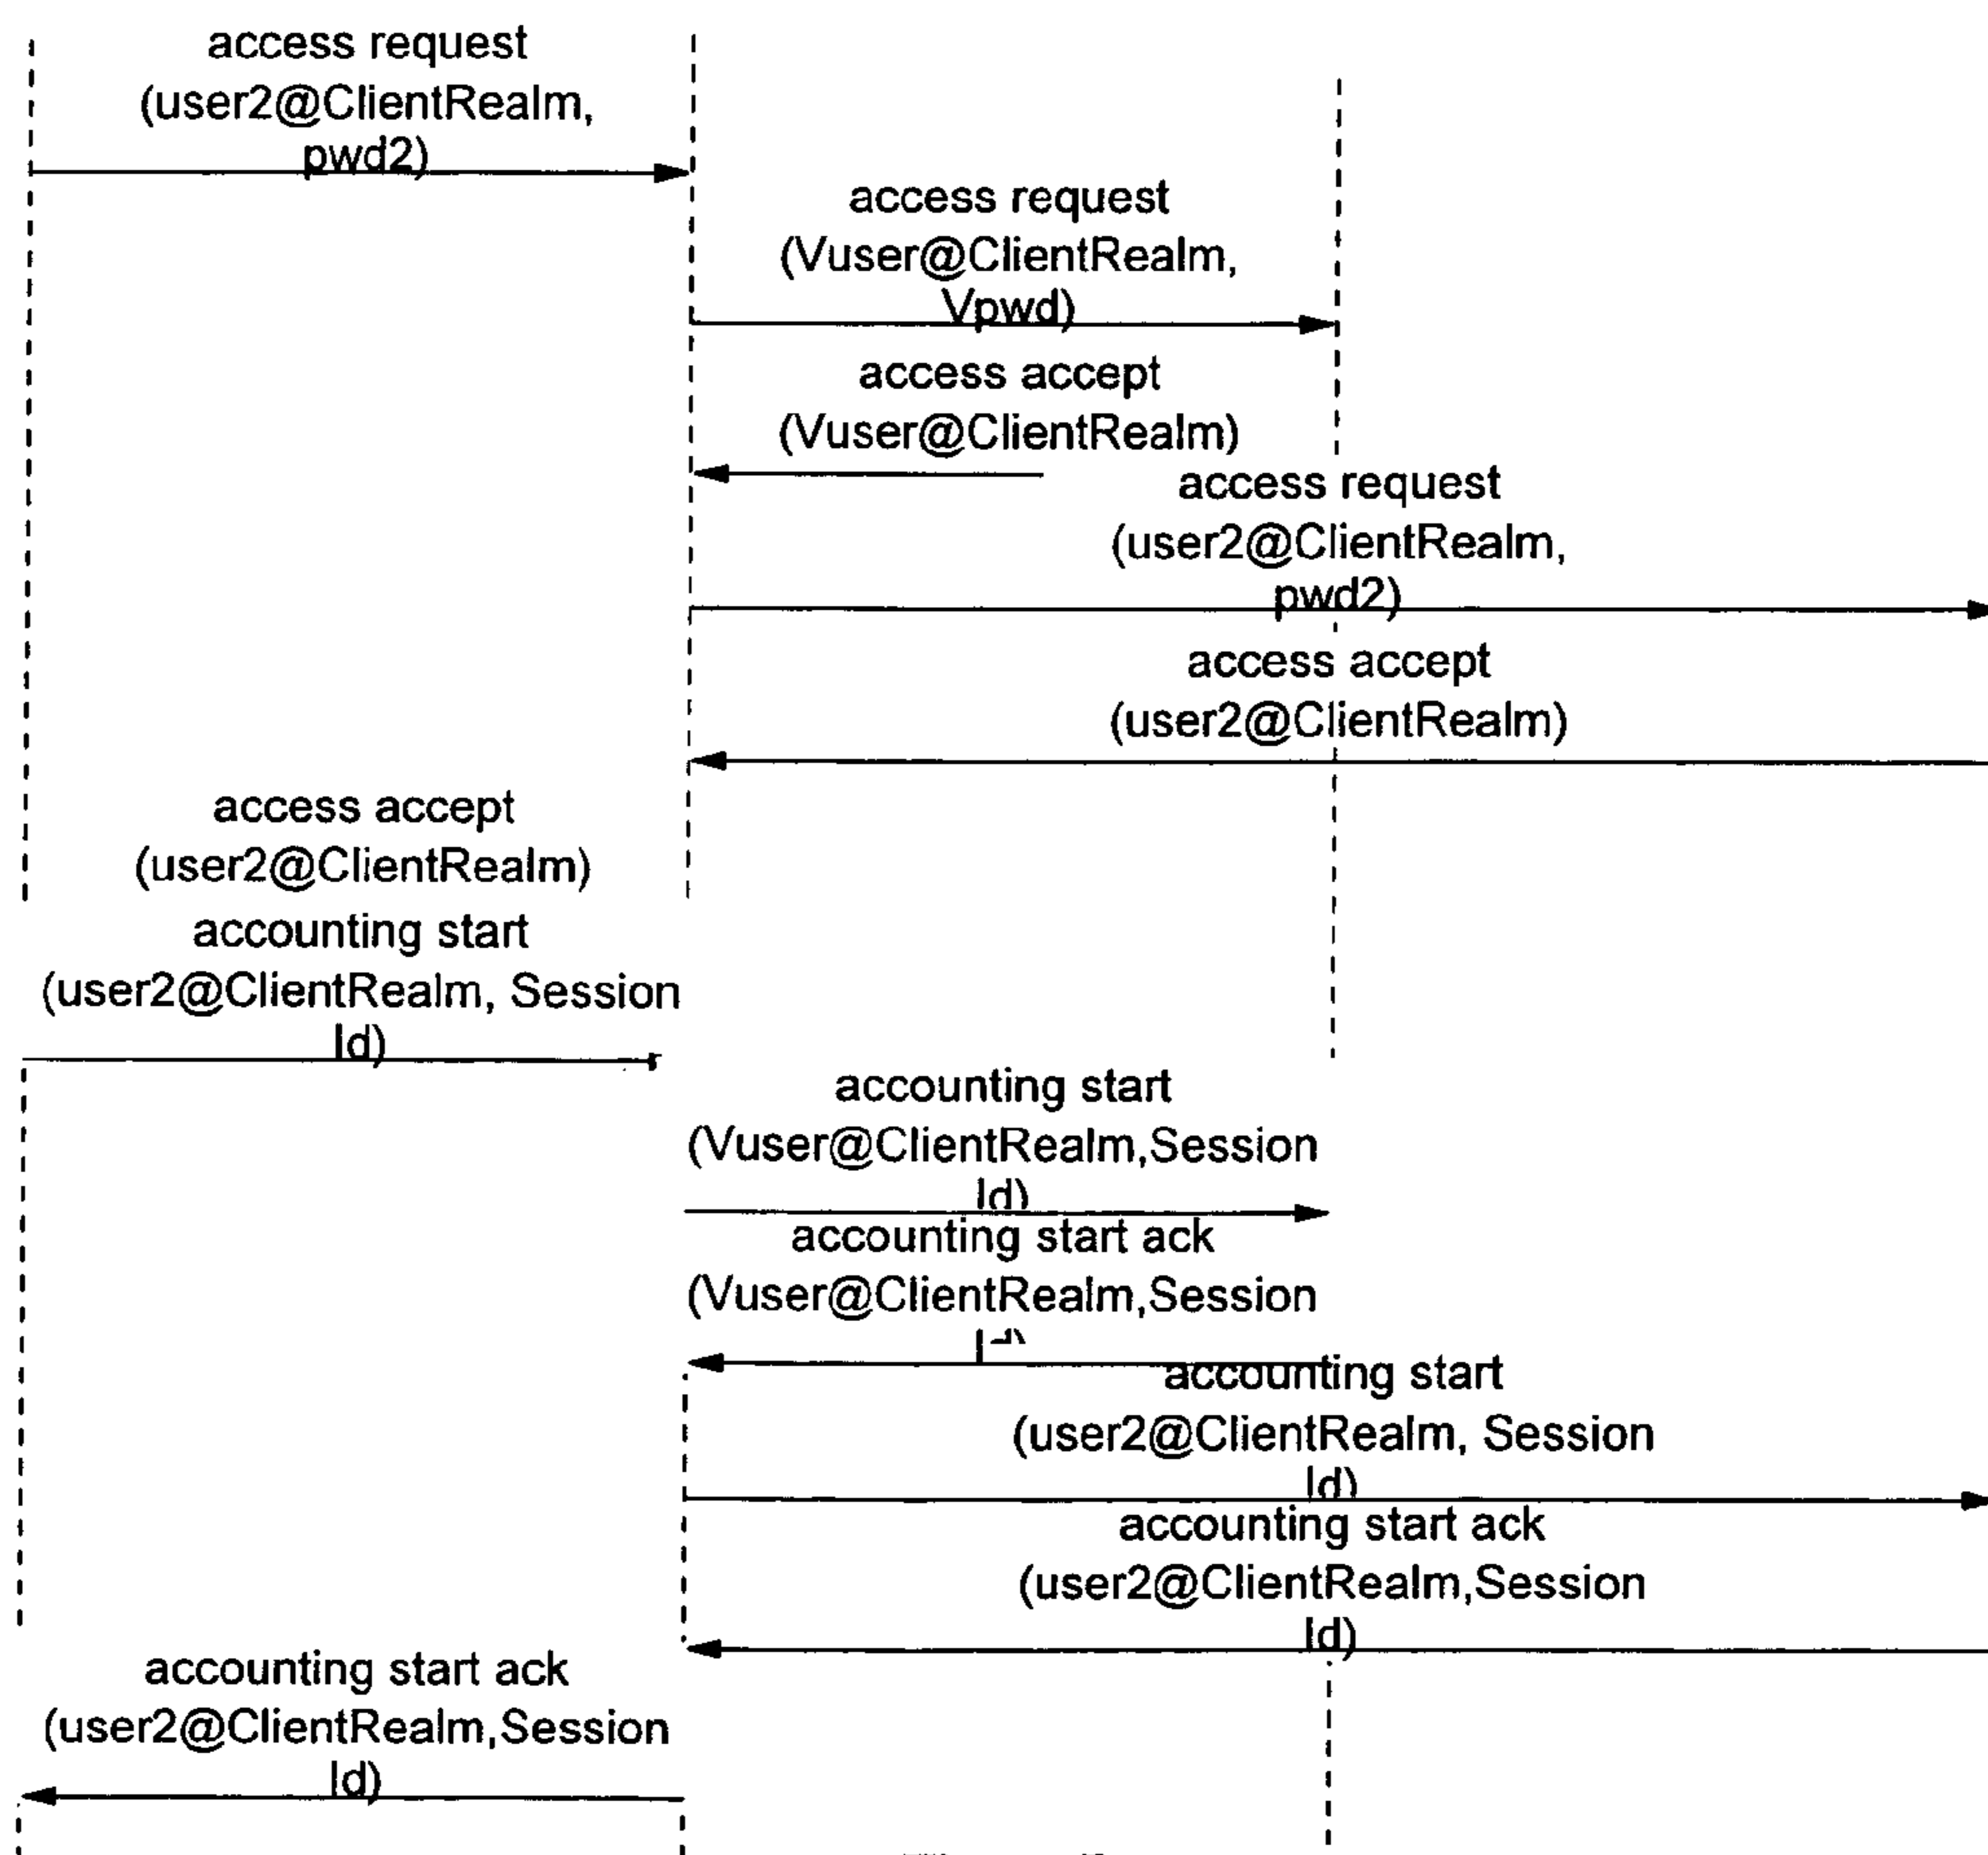 access request
(user2@ClientRealm,
pwd2)
access request
(Vuser@ClientRealm,
Vpwd)
access accept
(Vuser@ClientRealm)
access request
(user2@ClientRealm,
pwd2)
access accept
(user2@ClientRealm)
access accept
(user2@ClientRealm)
accounting start
(user2@ClientRealm, Session
Id)
accounting start
(Vuser@ClientRealm,Session
Id)
accounting start ack
(Vuser@ClientRealm,Session
accounting start
(user2@ClientRealm, Session
Id)
accounting start ack
(user2@ClientRealm,Session
Id)
accounting start ack
(user2@ClientRealm,Session
Id)